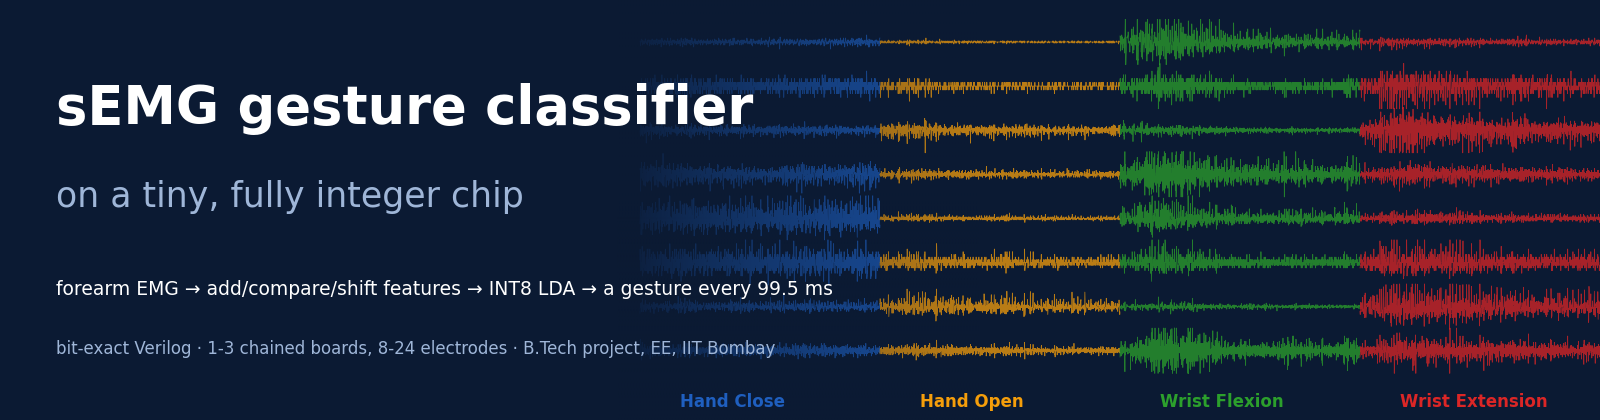 sEMG gesture classifier
on a tiny, fully integer chip
forearm EMG → add/compare/shift features → INT8 LDA → a gesture every 99.5 ms
bit-exact Verilog · 1-3 chained boards, 8-24 electrodes · B.Tech project, EE, IIT Bombay
Hand Close Hand Open Wrist Flexion Wrist Extension